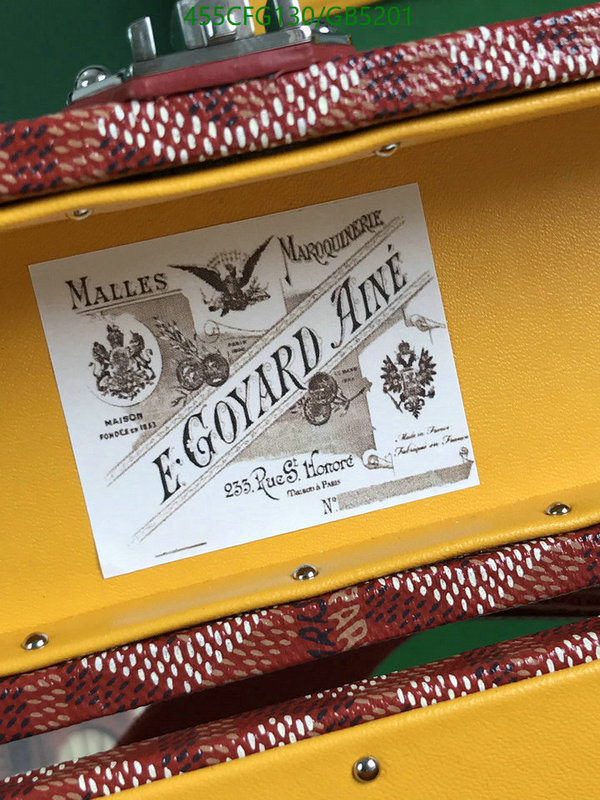 455CFG130/GB5201
MALLES
MAROQUINERIE
E. GOYARD AINÉ
MAISON
FONDÉE en 1853
233, Rue St. Honoré
MAISON à PARIS
Made in France
Fabriqué en France
N°